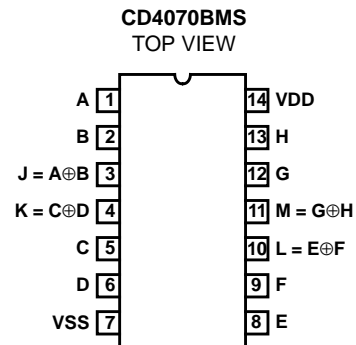 CD4070BMS
TOP VIEW
A 1 14 VDD
B 2 13 H
J = A⊕B 3 12 G
K = C⊕D 4 11 M = G⊕H
C 5 10 L = E⊕F
D 6 9 F
VSS 7 8 E